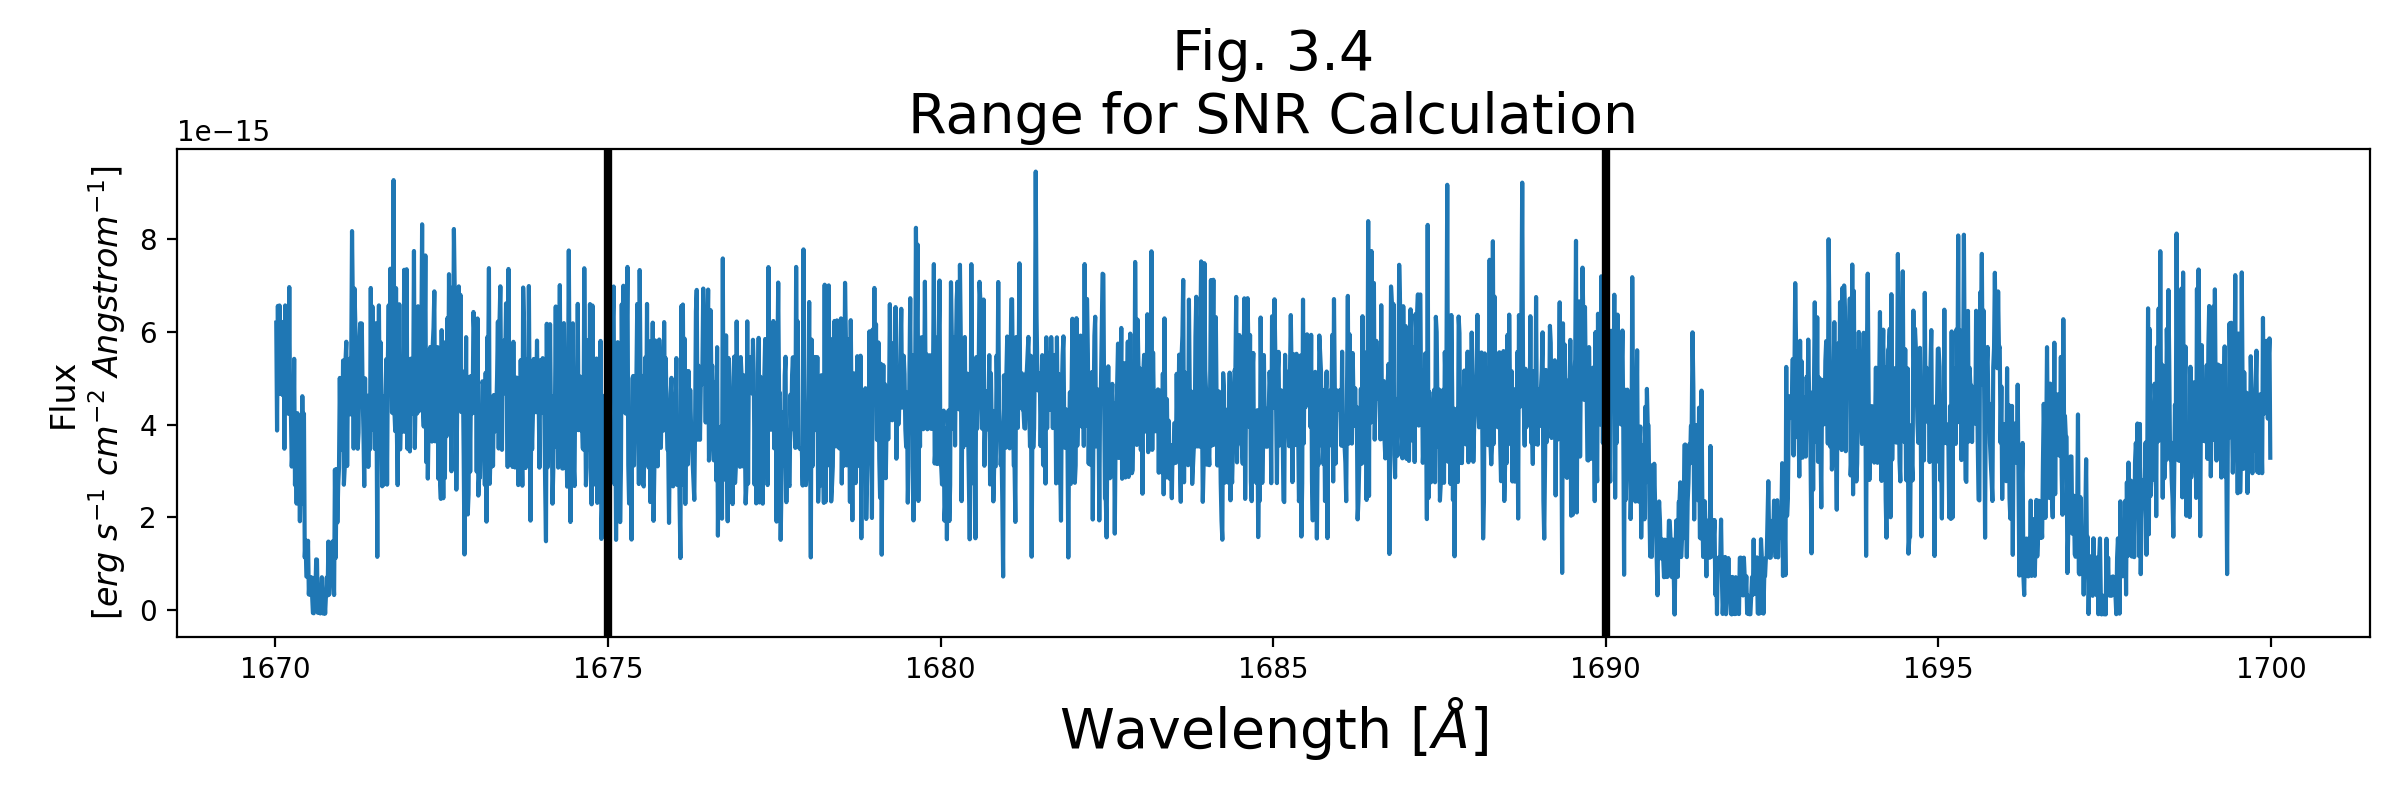 Fig. 3.4
Range for SNR Calculation
1e−15
Flux
[erg s⁻¹ cm⁻² Angstrom⁻¹]
8
6
4
2
0
1670 1675 1680 1685 1690 1695 1700
Wavelength [Å]